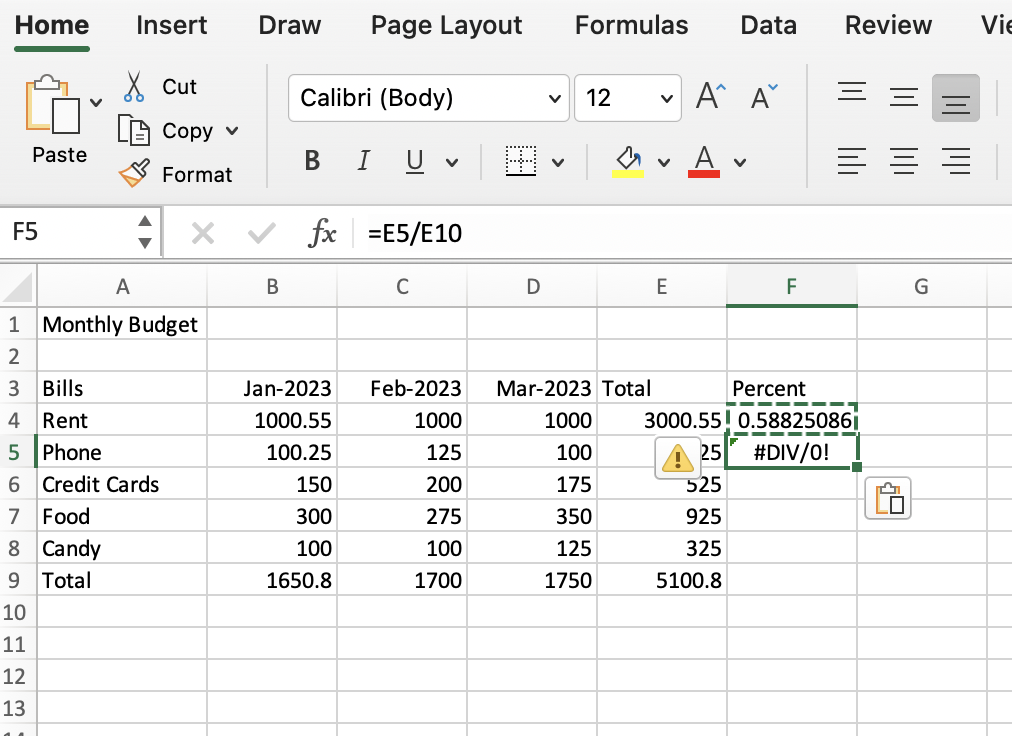 Home Insert Draw Page Layout Formulas Data Review Vie
Cut
Calibri (Body) 12 A A
Copy
Paste
B I U A
Format
F5 fx =E5/E10
A B C D E F G
1 Monthly Budget
2
3 Bills Jan-2023 Feb-2023 Mar-2023 Total Percent
4 Rent 1000.55 1000 1000 3000.55 0.58825086
5 Phone 100.25 125 100 25 #DIV/0!
6 Credit Cards 150 200 175 525
7 Food 300 275 350 925
8 Candy 100 100 125 325
9 Total 1650.8 1700 1750 5100.8
10
11
12
13